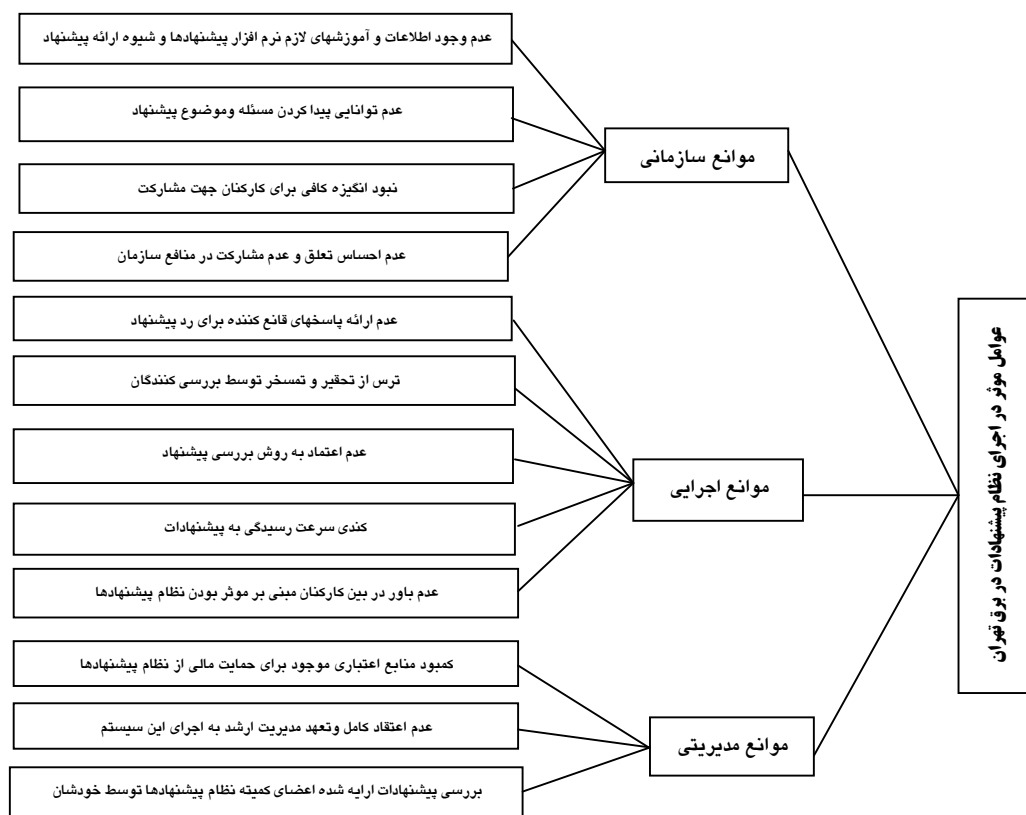 عوامل موثر در اجرای نظام پیشنهادات در برق تهران
موانع سازمانی
عدم وجود اطلاعات و آموزشهای لازم نرم افزار پیشنهادها و شیوه ارائه پیشنهاد
عدم توانایی پیدا کردن مسئله وموضوع پیشنهاد
نبود انگیزه کافی برای کارکنان جهت مشارکت
عدم احساس تعلق و عدم مشارکت در منافع سازمان
موانع اجرایی
عدم ارائه پاسخهای قانع کننده برای رد پیشنهاد
ترس از تحقیر و تمسخر توسط بررسی کنندگان
عدم اعتماد به روش بررسی پیشنهاد
کندی سرعت رسیدگی به پیشنهادات
عدم باور در بین کارکنان مبنی بر موثر بودن نظام پیشنهادها
موانع مدیریتی
کمبود منابع اعتباری موجود برای حمایت مالی از نظام پیشنهادها
عدم اعتقاد کامل وتعهد مدیریت ارشد به اجرای این سیستم
بررسی پیشنهادات ارایه شده اعضای کمیته نظام پیشنهادها توسط خودشان